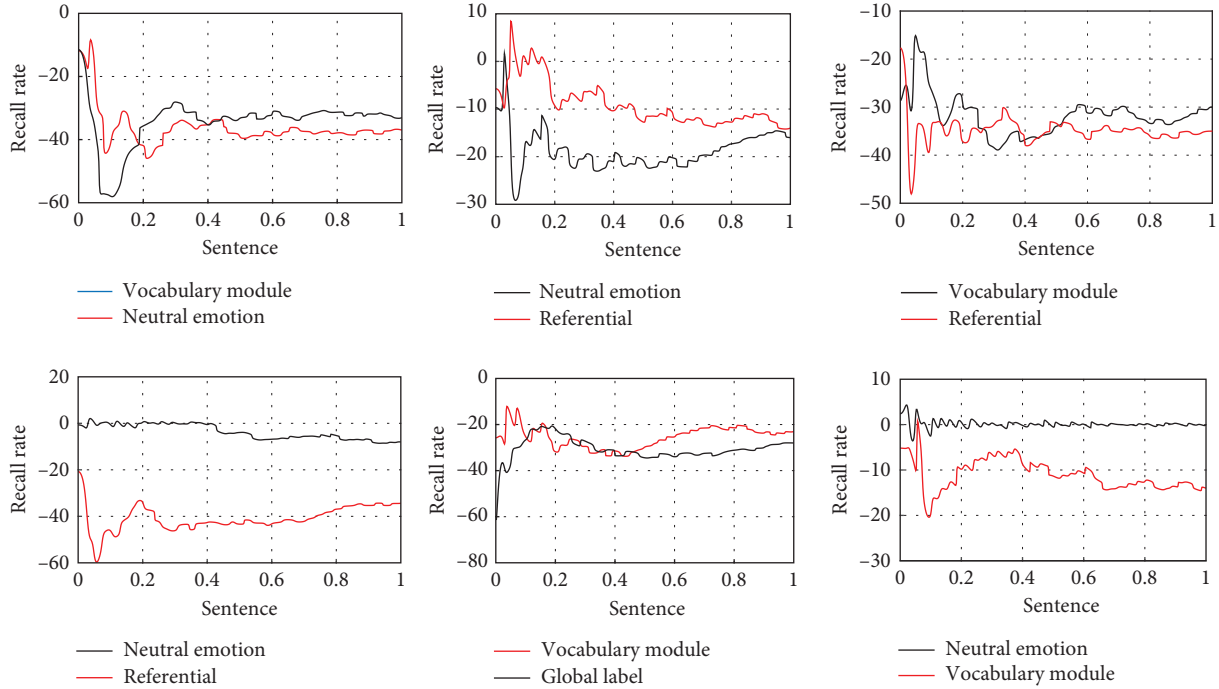 0
−20
−40
−60
Recall rate
0 0.2 0.4 0.6 0.8 1
Sentence
Vocabulary module
Neutral emotion
10
0
−10
−20
30
Recall rate
0 0.2 0.4 0.6 0.8 1
Sentence
Neutral emotion
Referential
−10
−20
−30
−40
−50
Recall rate
0 0.2 0.4 0.6 0.8 1
Sentence
Vocabulary module
Referential
20
0
−20
−40
−60
Recall rate
0 0.2 0.4 0.6 0.8 1
Sentence
Neutral emotion
Referential
0
−20
−40
−60
−80
Recall rate
0 0.2 0.4 0.6 0.8 1
Sentence
Vocabulary module
Global label
10
0
−10
−20
−30
Recall rate
0 0.2 0.4 0.6 0.8 1
Sentence
Neutral emotion
Vocabulary module